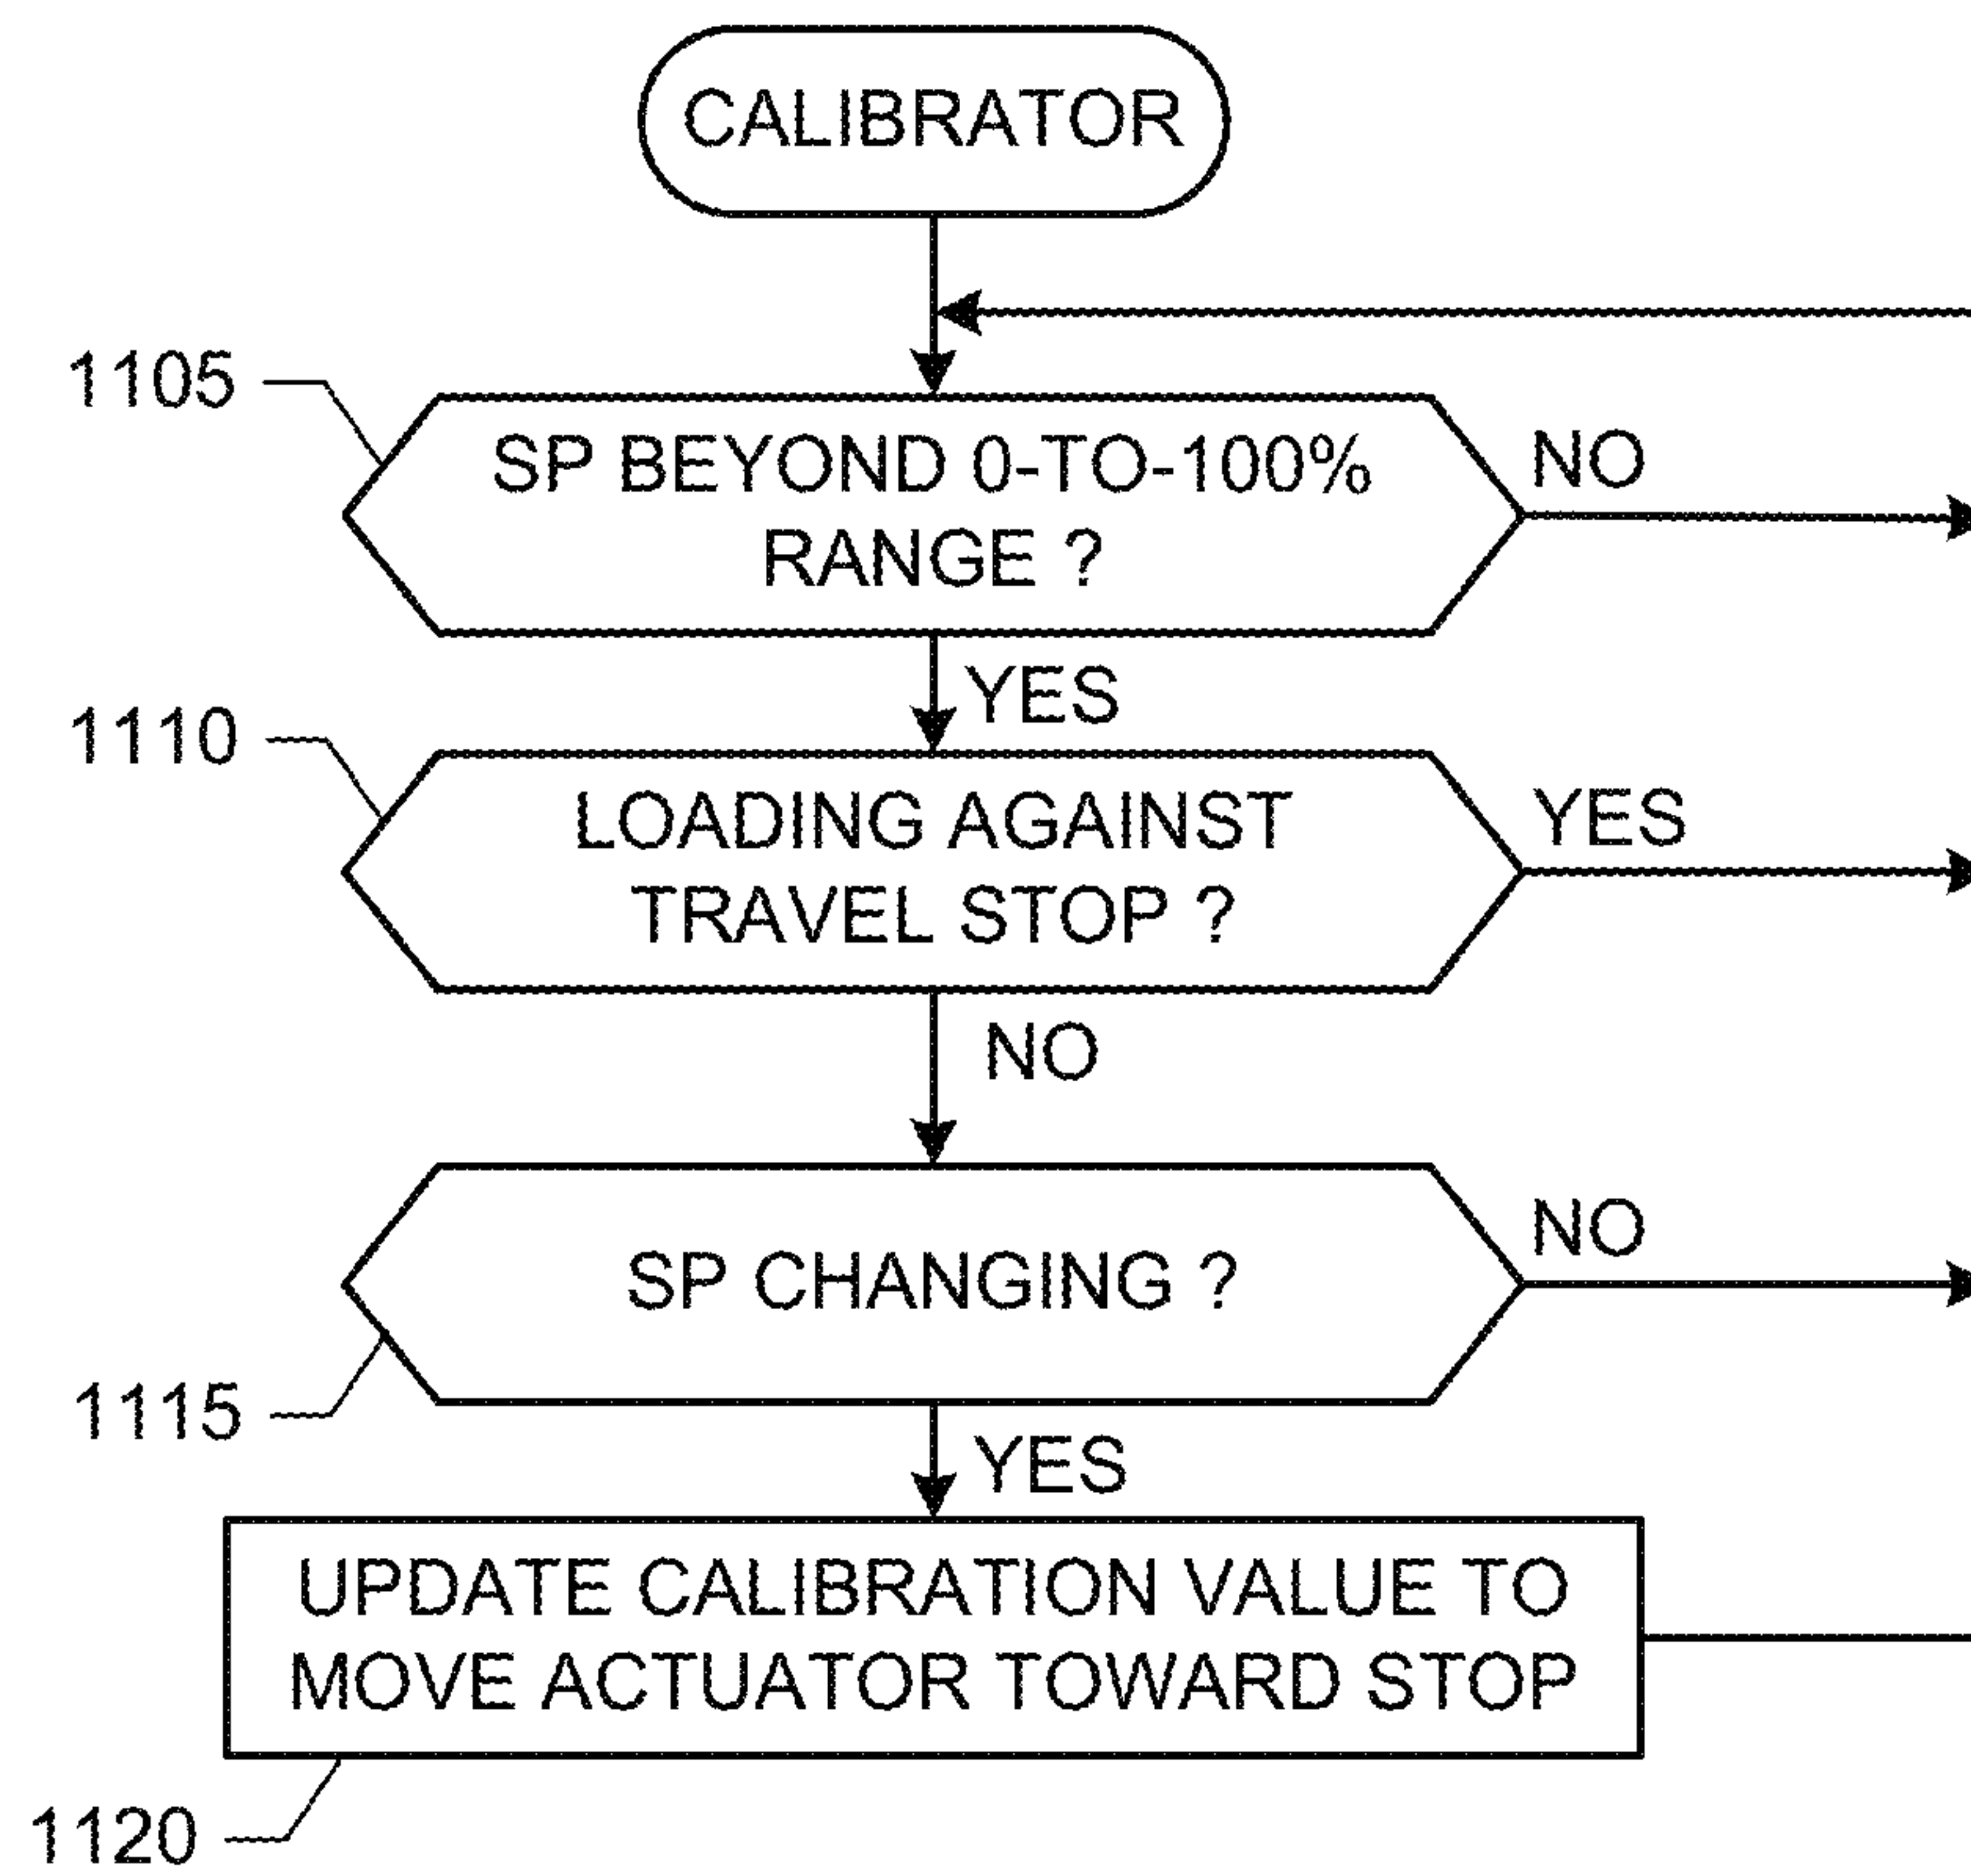 CALIBRATOR
1105
SP BEYOND 0-TO-100%
RANGE ?
NO
YES
1110
LOADING AGAINST
TRAVEL STOP ?
YES
NO
SP CHANGING ?
NO
1115
YES
UPDATE CALIBRATION VALUE TO
MOVE ACTUATOR TOWARD STOP
1120